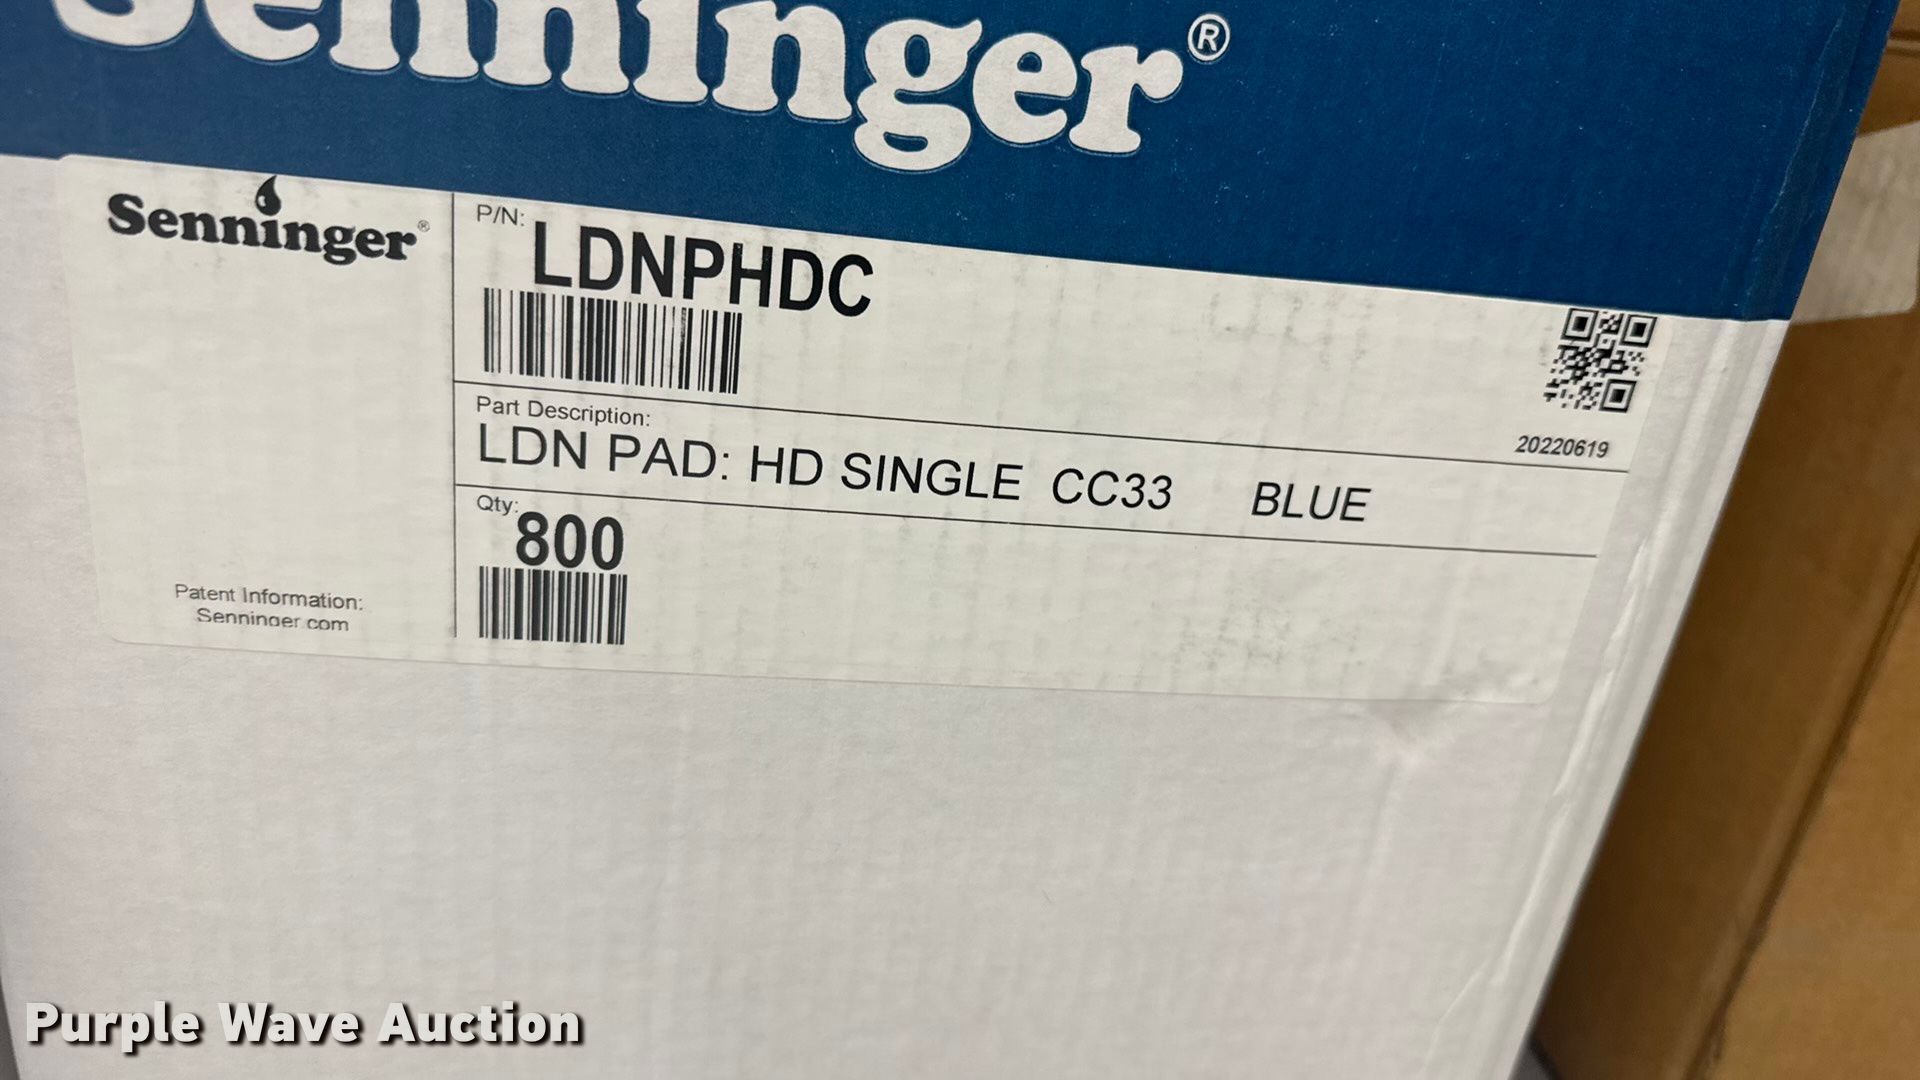 Senninger®
Senninger®
P/N:
LDNPHDC
20220619
Part Description:
LDN PAD: HD SINGLE CC33 BLUE
Qty:
800
Patent Information:
Senninger.com
Purple Wave Auction